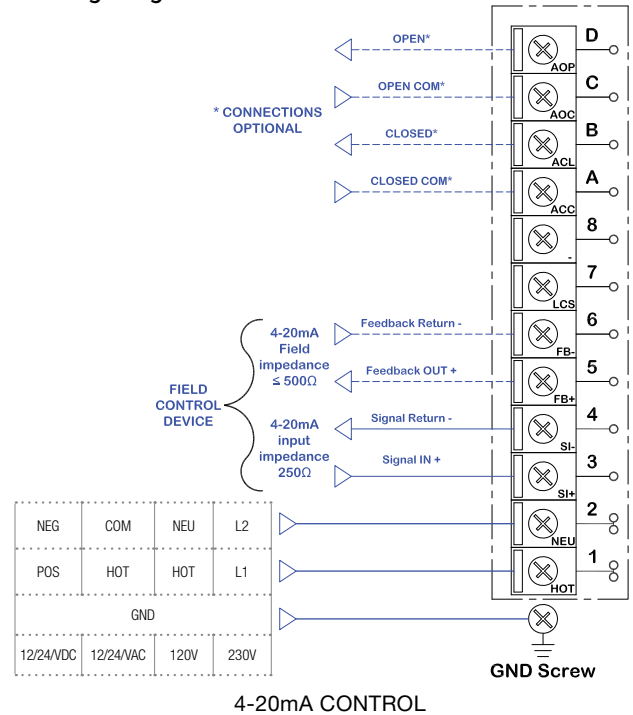 OPEN*
D
AOP
OPEN COM*
C
AOC
* CONNECTIONS
OPTIONAL
CLOSED*
B
ACL
CLOSED COM*
A
ACC
8
-
7
LCS
Feedback Return -
6
FB-
4-20mA
Field
impedance
≤ 500Ω
Feedback OUT +
5
FB+
FIELD
CONTROL
DEVICE
Signal Return -
4
SI-
4-20mA
input
impedance
250Ω
Signal IN +
3
SI+
NEG COM NEU L2
2
NEU
POS HOT HOT L1
1
HOT
GND
12/24/VDC 12/24/VAC 120V 230V
GND Screw
4-20mA CONTROL